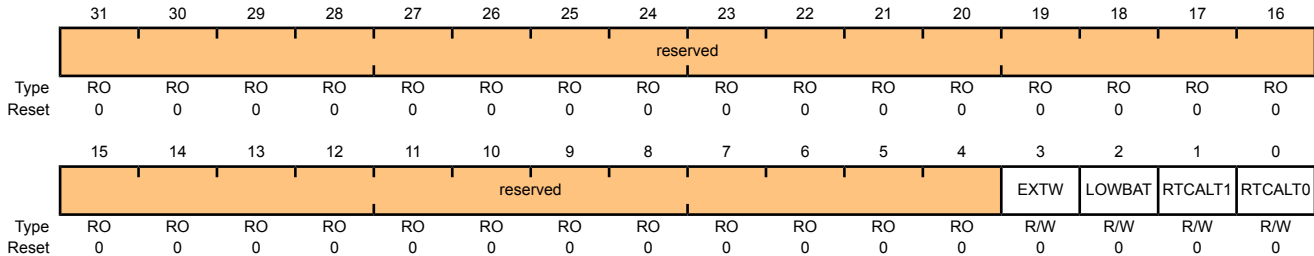 31 30 29 28 27 26 25 24 23 22 21 20 19 18 17 16
reserved
Type RO RO RO RO RO RO RO RO RO RO RO RO RO RO RO RO
Reset 0 0 0 0 0 0 0 0 0 0 0 0 0 0 0 0
15 14 13 12 11 10 9 8 7 6 5 4 3 2 1 0
reserved EXTW LOWBAT RTCALT1 RTCALT0
Type RO RO RO RO RO RO RO RO RO RO RO RO R/W R/W R/W R/W
Reset 0 0 0 0 0 0 0 0 0 0 0 0 0 0 0 0